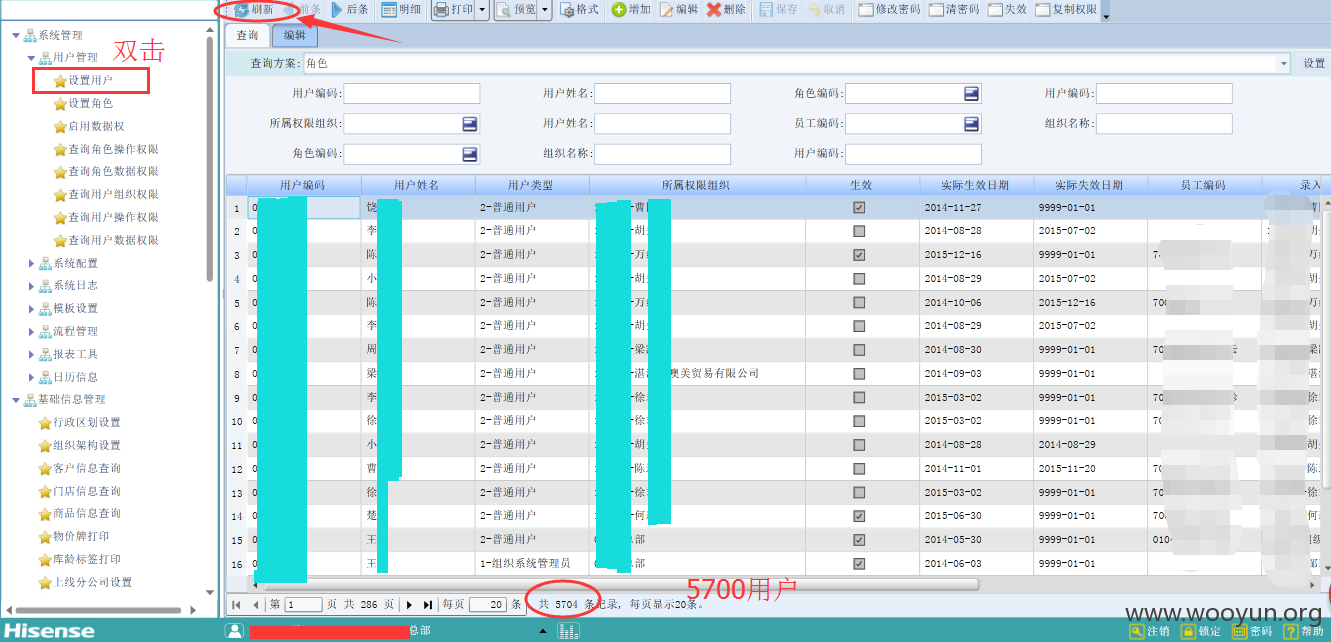 刷新 前条 后条 明细 打印 预览 格式 增加 编辑 删除 保存 取消 修改密码 清密码 失效 复制权限
系统管理
用户管理
双击
设置用户
设置角色
启用数据权
查询角色操作权限
查询角色数据权限
查询用户组织权限
查询用户操作权限
查询用户数据权限
系统配置
系统日志
模板设置
流程管理
报表工具
日历信息
基础信息管理
行政区划设置
组织架构设置
客户信息查询
门店信息查询
商品信息查询
物价牌打印
库龄标签打印
上线分公司设置
查询 编辑
查询方案: 角色 设置
用户编码: 用户姓名: 角色编码: 用户编码:
所属权限组织: 用户姓名: 员工编码: 组织名称:
角色编码: 组织名称: 用户编码:
用户编码 用户姓名 用户类型 所属权限组织 生效 实际生效日期 实际失效日期 员工编码 录入
1 0 饶 2-普通用户 -曹 2014-11-27 9999-01-01
2 0 李 2-普通用户 -胡 2014-08-28 2015-07-02
3 0 陈 2-普通用户 -万 2015-12-16 9999-01-01 7
4 0 小 2-普通用户 -胡 2014-08-29 2015-07-02
5 0 陈 2-普通用户 -万 2014-10-06 2015-12-16 700
6 0 李 2-普通用户 -胡 2014-08-29 2015-07-02
7 0 周 2-普通用户 -梁 2014-08-30 9999-01-01 70
8 0 梁 2-普通用户 -湛 澳美贸易有限公司 2014-09-03 9999-01-01
9 0 李 2-普通用户 -徐 2015-03-02 9999-01-01 70
10 0 徐 2-普通用户 -徐 2015-03-02 9999-01-01 70
11 0 小 2-普通用户 -胡 2014-08-28 2014-08-29
12 0 曹 2-普通用户 -陈 2014-11-01 2015-11-20 70
13 0 徐 2-普通用户 -徐 2015-03-02 9999-01-01 70
14 0 楚 2-普通用户 -何 2015-06-30 9999-01-01 700
15 0 王 2-普通用户 0 总部 2014-05-30 9999-01-01 010
16 0 王 1-组织系统管理员 0 总部 2014-06-03 9999-01-01
第 1 页 共 286 页 每页 20 条 共 5704 条记录, 每页显示20条。
5700用户
www.wooyun.org
Hisense 总部 注销 锁定 密码 帮助